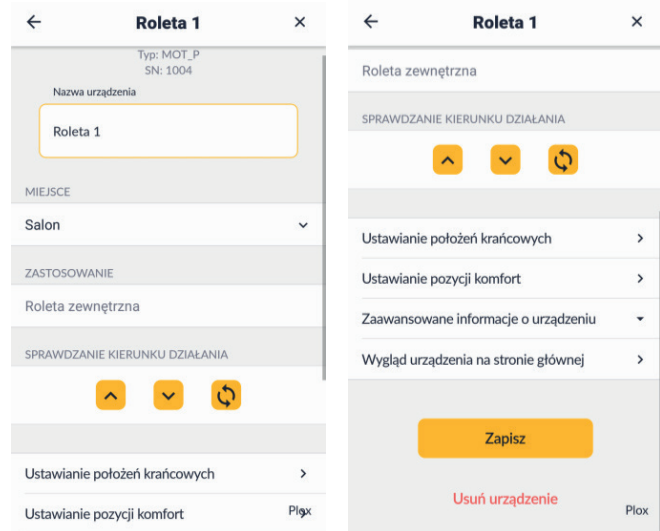 Roleta 1
Typ: MOT_P
SN: 1004
Nazwa urządzenia
Roleta 1
MIEJSCE
Salon
ZASTOSOWANIE
Roleta zewnętrzna
SPRAWDZANIE KIERUNKU DZIAŁANIA
Ustawianie położeń krańcowych
Ustawianie pozycji komfort
Plox
Roleta 1
Roleta zewnętrzna
SPRAWDZANIE KIERUNKU DZIAŁANIA
Ustawianie położeń krańcowych
Ustawianie pozycji komfort
Zaawansowane informacje o urządzeniu
Wygląd urządzenia na stronie głównej
Zapisz
Usuń urządzenie
Plox